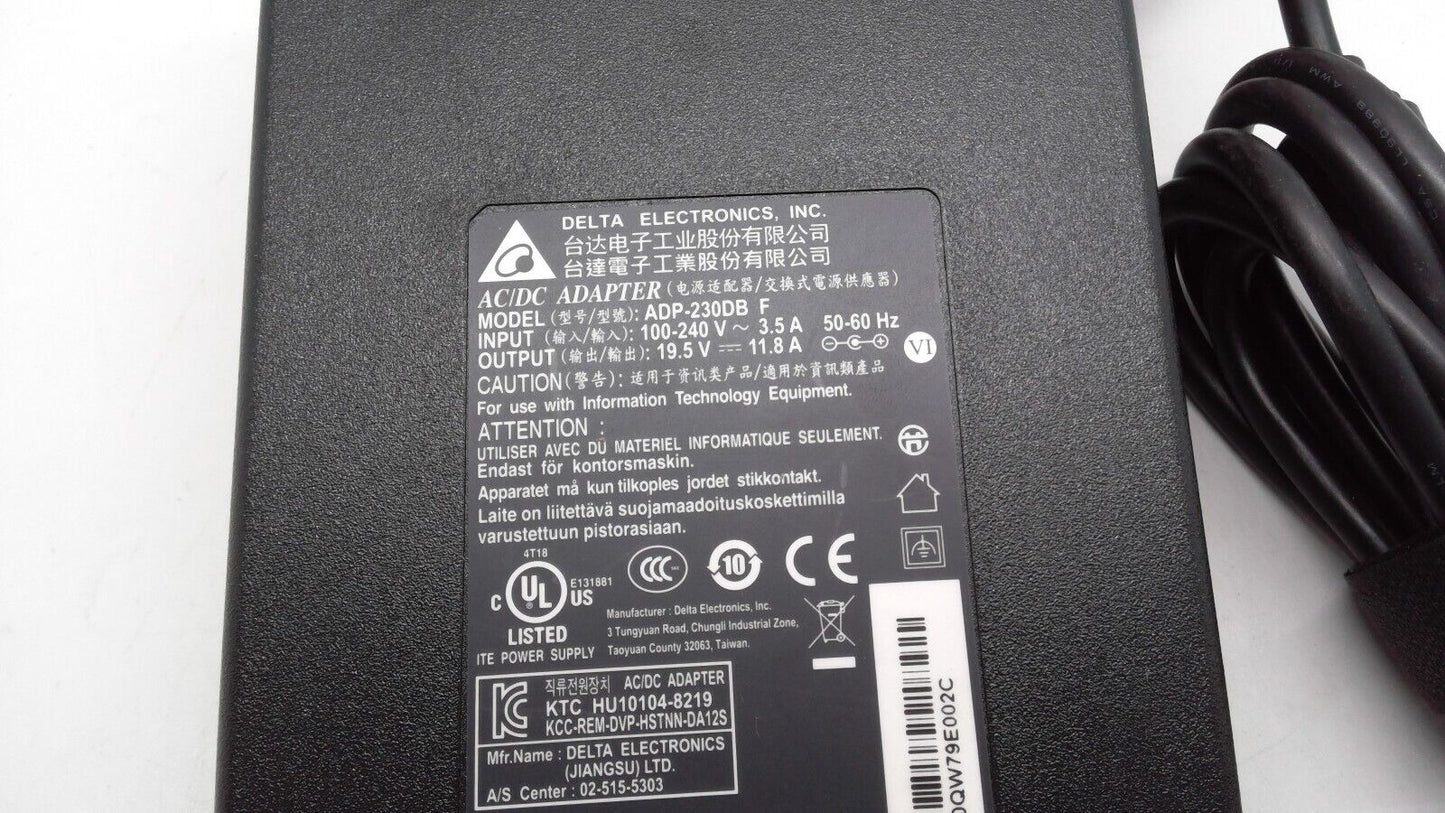 DELTA ELECTRONICS, INC.
台达电子工业股份有限公司
台達電子工業股份有限公司
AC/DC ADAPTER (电源适配器/交換式電源供應器)
MODEL (型号/型號): ADP-230DB F
INPUT (输入/輸入): 100-240 V ~ 3.5 A 50-60 Hz
OUTPUT (输出/輸出): 19.5 V ⎓ 11.8 A
VI
CAUTION (警告): 适用于资讯类产品/適用於資訊類產品
For use with Information Technology Equipment.
ATTENTION :
UTILISER AVEC DU MATERIEL INFORMATIQUE SEULEMENT.
Endast för kontorsmaskin.
Apparatet må kun tilkoples jordet stikkontakt.
Laite on liitettävä suojamaadoituskoskettimilla
varustettuun pistorasiaan.
4T18
C UL US E131881
LISTED
ITE POWER SUPPLY
CCC
10
CE
Manufacturer : Delta Electronics, Inc.
3 Tungyuan Road, Chungli Industrial Zone,
Taoyuan County 32063, Taiwan.
KC
직류전원장치 AC/DC ADAPTER
KTC HU10104-8219
KCC-REM-DVP-HSTNN-DA12S
Mfr.Name : DELTA ELECTRONICS
(JIANGSU) LTD.
A/S Center : 02-515-5303
QW79E002C
AWM